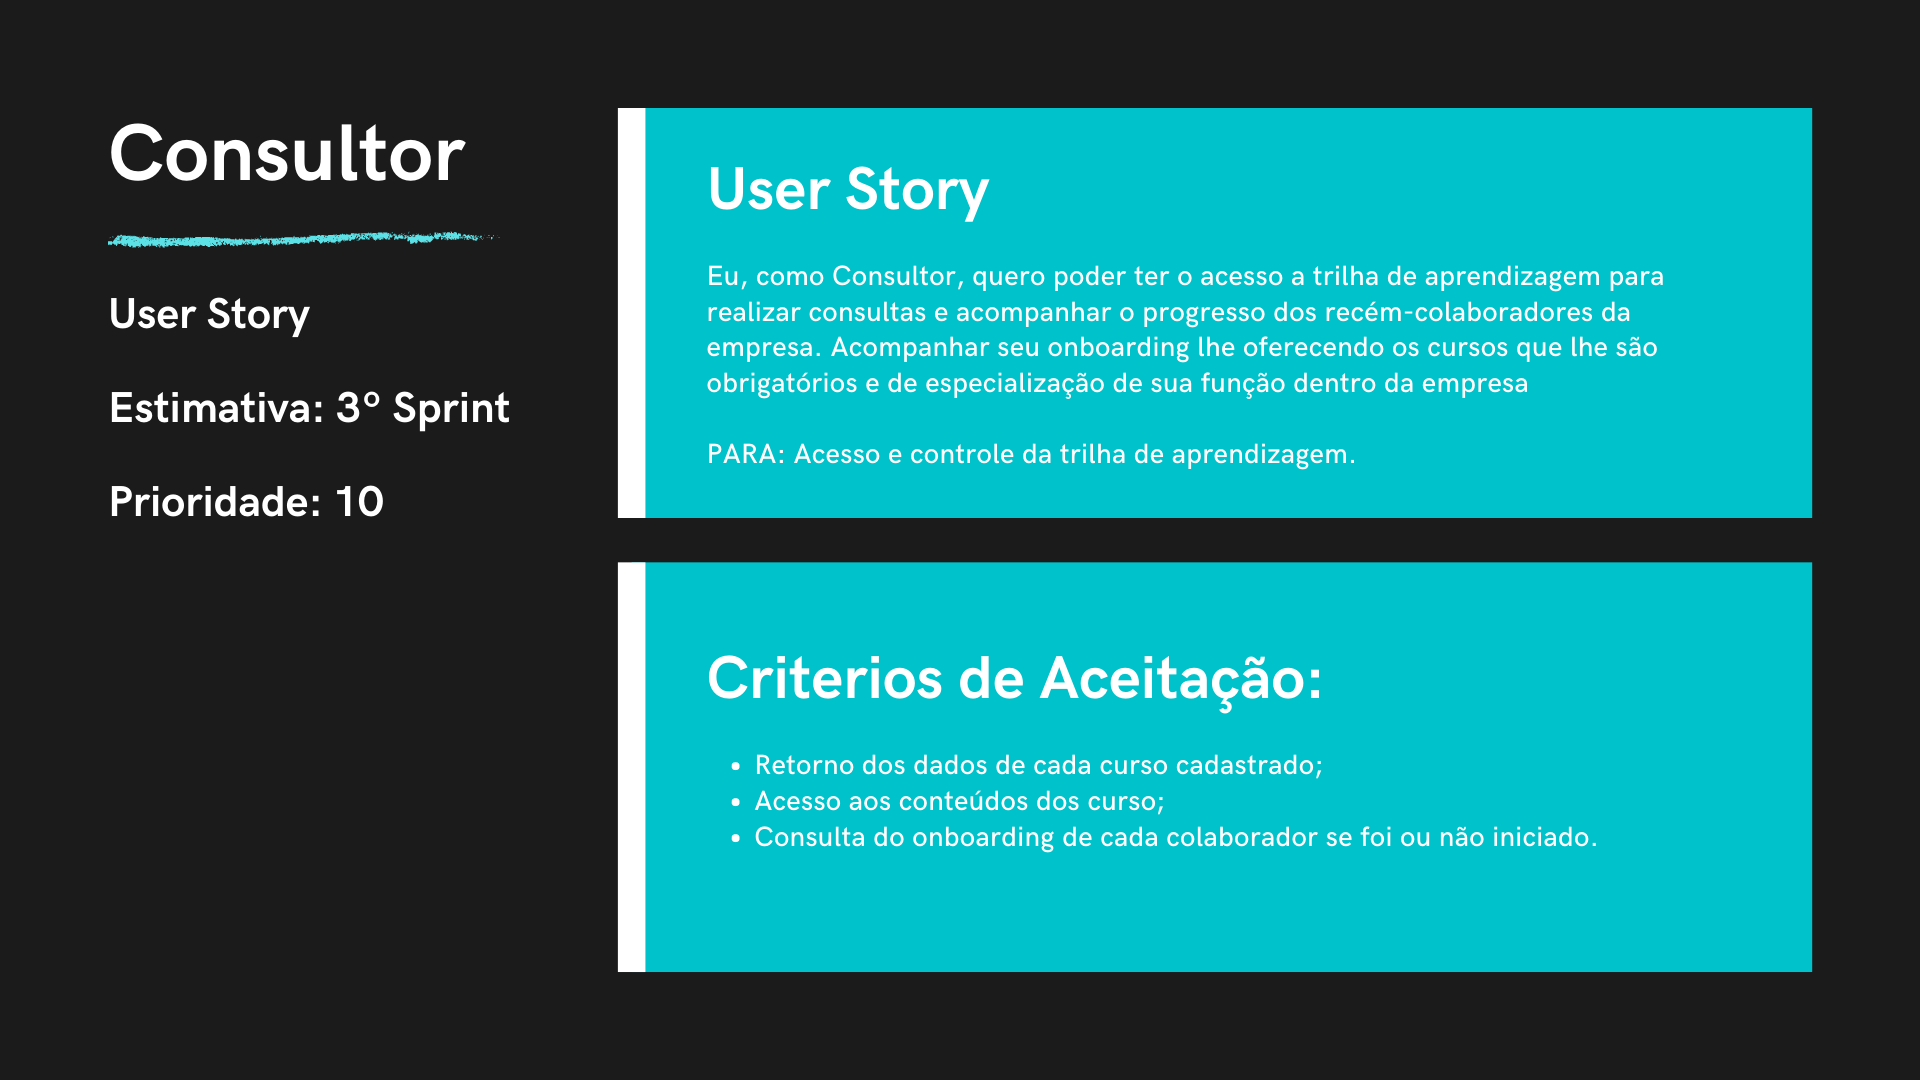 Consultor
User Story
Estimativa: 3º Sprint
Prioridade: 10
User Story
Eu, como Consultor, quero poder ter o acesso a trilha de aprendizagem para
realizar consultas e acompanhar o progresso dos recém-colaboradores da
empresa. Acompanhar seu onboarding lhe oferecendo os cursos que lhe são
obrigatórios e de especialização de sua função dentro da empresa
PARA: Acesso e controle da trilha de aprendizagem.
Criterios de Aceitação:
• Retorno dos dados de cada curso cadastrado;
• Acesso aos conteúdos dos curso;
• Consulta do onboarding de cada colaborador se foi ou não iniciado.